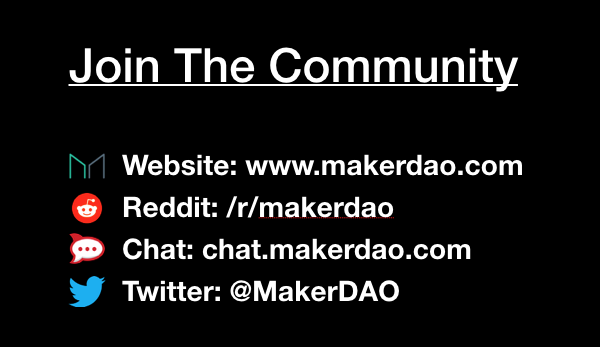 Join The Community
Website: www.makerdao.com
Reddit: /r/makerdao
Chat: chat.makerdao.com
Twitter: @MakerDAO